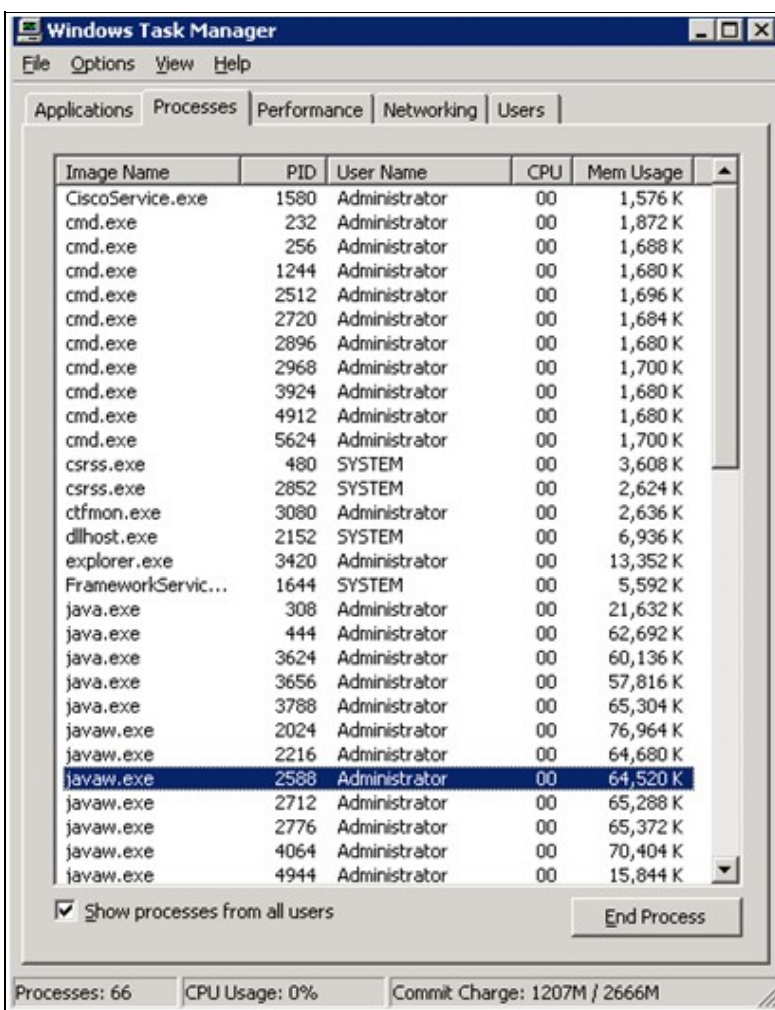 Windows Task Manager
File Options View Help
Applications Processes Performance Networking Users
Image Name PID User Name CPU Mem Usage
CiscoService.exe 1580 Administrator 00 1,576 K
cmd.exe 232 Administrator 00 1,872 K
cmd.exe 256 Administrator 00 1,688 K
cmd.exe 1244 Administrator 00 1,680 K
cmd.exe 2512 Administrator 00 1,696 K
cmd.exe 2720 Administrator 00 1,684 K
cmd.exe 2896 Administrator 00 1,680 K
cmd.exe 2968 Administrator 00 1,700 K
cmd.exe 3924 Administrator 00 1,680 K
cmd.exe 4912 Administrator 00 1,680 K
cmd.exe 5624 Administrator 00 1,700 K
csrss.exe 480 SYSTEM 00 3,608 K
csrss.exe 2852 SYSTEM 00 2,624 K
ctfmon.exe 3080 Administrator 00 2,636 K
dllhost.exe 2152 SYSTEM 00 6,936 K
explorer.exe 3420 Administrator 00 13,352 K
FrameworkServic... 1644 SYSTEM 00 5,592 K
java.exe 308 Administrator 00 21,632 K
java.exe 444 Administrator 00 62,692 K
java.exe 3624 Administrator 00 60,136 K
java.exe 3656 Administrator 00 57,816 K
java.exe 3788 Administrator 00 65,304 K
javaw.exe 2024 Administrator 00 76,964 K
javaw.exe 2216 Administrator 00 64,680 K
javaw.exe 2588 Administrator 00 64,520 K
javaw.exe 2712 Administrator 00 65,288 K
javaw.exe 2776 Administrator 00 65,372 K
javaw.exe 4064 Administrator 00 70,404 K
javaw.exe 4944 Administrator 00 15,844 K
Show processes from all users
End Process
Processes: 66 CPU Usage: 0% Commit Charge: 1207M / 2666M